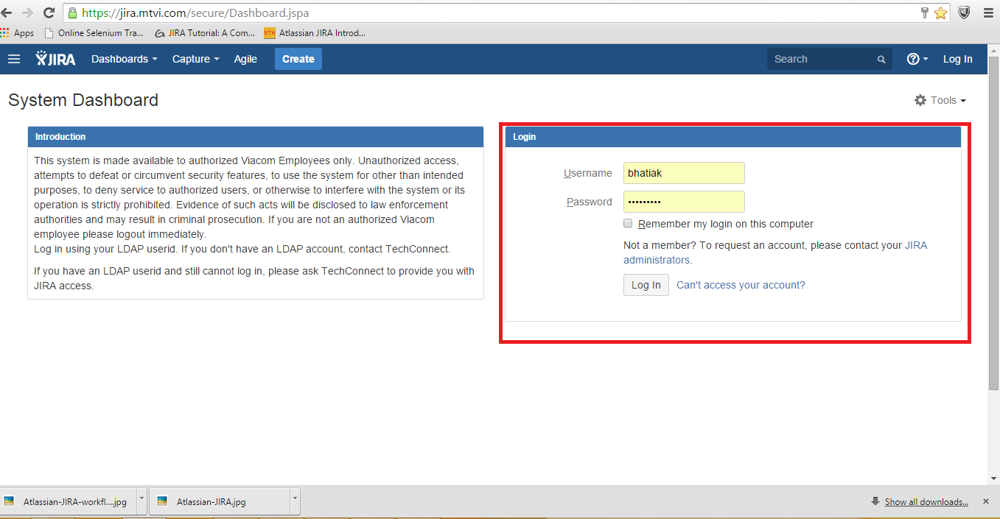 https://jira.mtvi.com/secure/Dashboard.jspa
Apps Online Selenium Tra... JIRA Tutorial: A Com... STH Atlassian JIRA Introd...
JIRA Dashboards Capture Agile Create Search Log In
System Dashboard
Tools
Introduction
This system is made available to authorized Viacom Employees only. Unauthorized access,
attempts to defeat or circumvent security features, to use the system for other than intended
purposes, to deny service to authorized users, or otherwise to interfere with the system or its
operation is strictly prohibited. Evidence of such acts will be disclosed to law enforcement
authorities and may result in criminal prosecution. If you are not an authorized Viacom
employee please logout immediately.
Log in using your LDAP userid. If you don't have an LDAP account, contact TechConnect.
If you have an LDAP userid and still cannot log in, please ask TechConnect to provide you with
JIRA access.
Login
Username bhatiak
Password •••••••••
Remember my login on this computer
Not a member? To request an account, please contact your JIRA
administrators.
Log In Can't access your account?
Atlassian-JIRA-workfl....jpg Atlassian-JIRA.jpg Show all downloads...